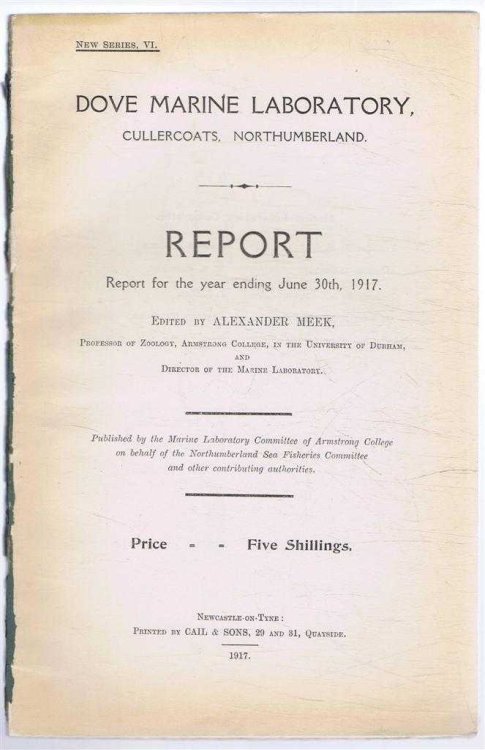 New Series, VI.
DOVE MARINE LABORATORY,
CULLERCOATS, NORTHUMBERLAND.
REPORT
Report for the year ending June 30th, 1917.
Edited by ALEXANDER MEEK,
Professor of Zoology, Armstrong College, in the University of Durham,
and
Director of the Marine Laboratory.
Published by the Marine Laboratory Committee of Armstrong College
on behalf of the Northumberland Sea Fisheries Committee
and other contributing authorities.
Price - - Five Shillings.
Newcastle-on-Tyne:
Printed by CAIL & SONS, 29 and 31, Quayside.
1917.